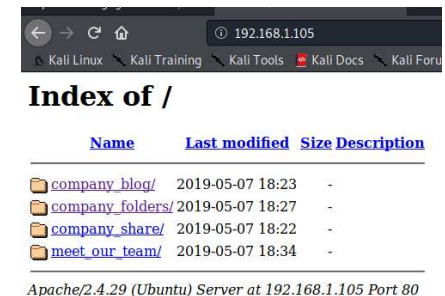 192.168.1.105
Kali Linux Kali Training Kali Tools Kali Docs Kali Foru
Index of /
Name Last modified Size Description
company_blog/ 2019-05-07 18:23 -
company_folders/ 2019-05-07 18:27 -
company_share/ 2019-05-07 18:22 -
meet_our_team/ 2019-05-07 18:34 -
Apache/2.4.29 (Ubuntu) Server at 192.168.1.105 Port 80